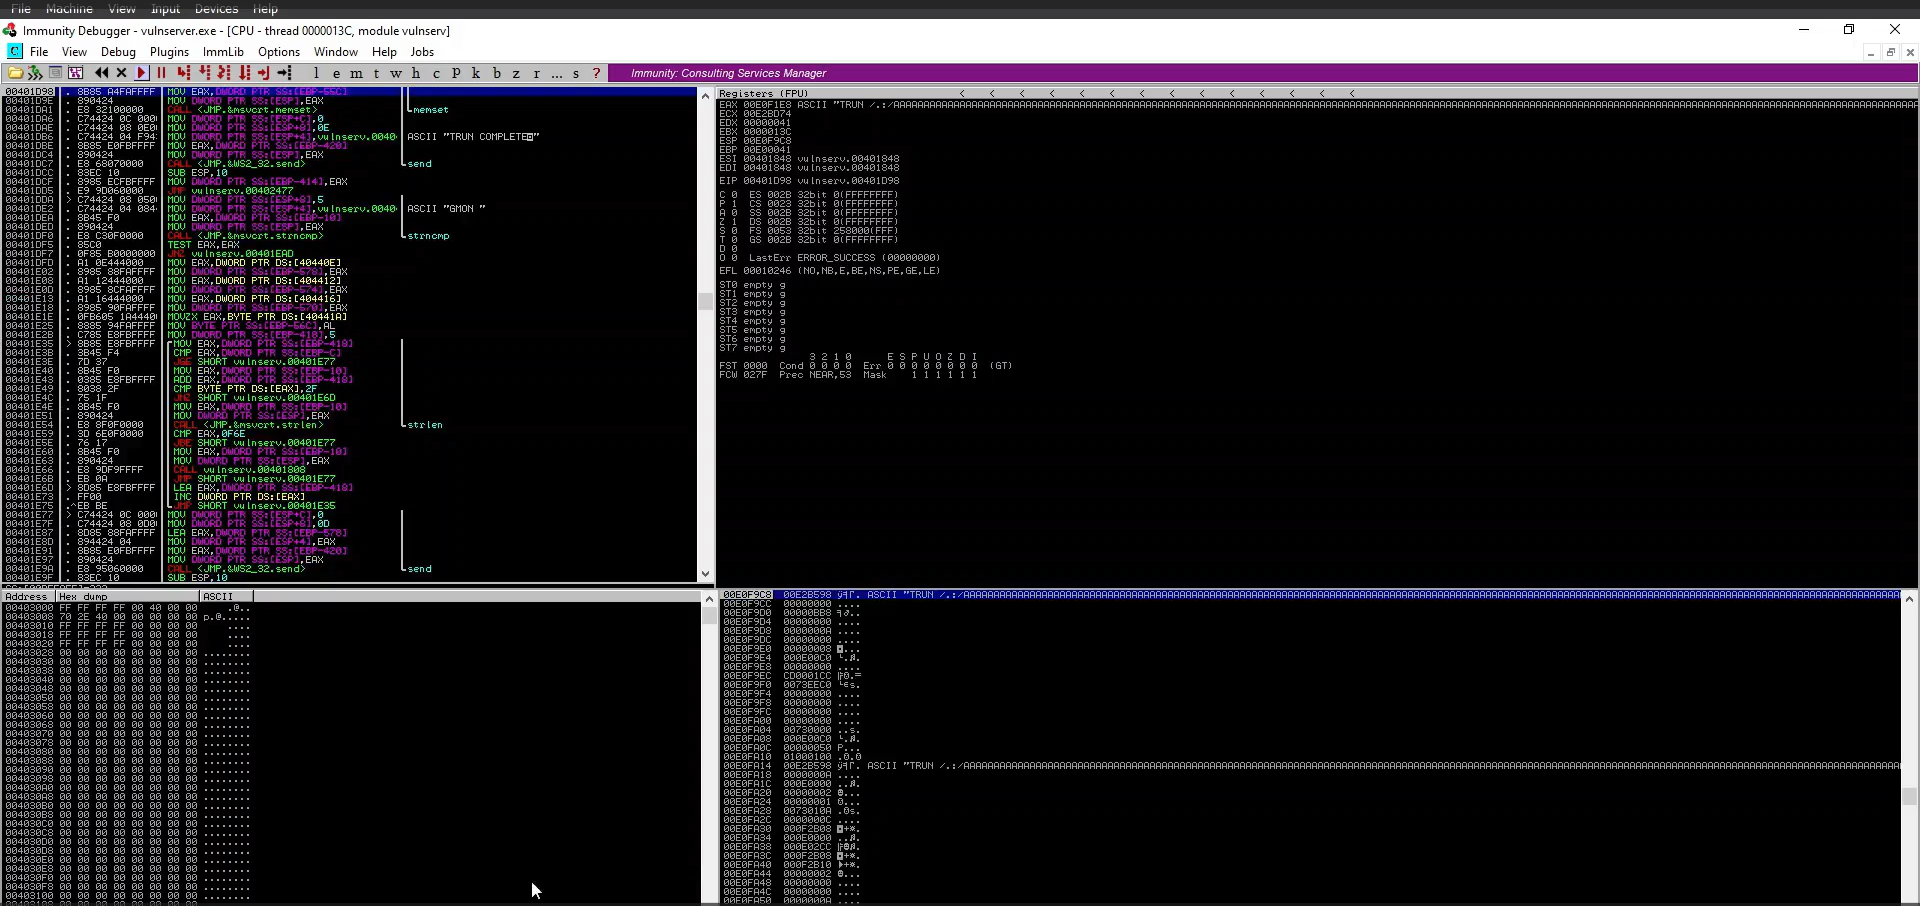 File Machine View Input Devices Help
Immunity Debugger - vulnserver.exe - [CPU - thread 0000013C, module vulnserv]
C File View Debug Plugins ImmLib Options Window Help Jobs
l e m t w h c P k b z r ... s ? Immunity: Consulting Services Manager
00401D98 . 8B85 A4FAFFFF MOV EAX,DWORD PTR SS:[EBP-55C]
00401D9E . 890424 MOV DWORD PTR SS:[ESP],EAX
00401DA1 . E8 32100000 CALL <JMP.&msvcrt.memset> memset
00401DA6 . C74424 0C 000 MOV DWORD PTR SS:[ESP+C],0
00401DAE . C74424 08 0E0 MOV DWORD PTR SS:[ESP+8],0E
00401DB6 . C74424 04 F94 MOV DWORD PTR SS:[ESP+4],vulnserv.0040 ASCII "TRUN COMPLETE"
00401DBE . 8B85 E0FBFFFF MOV EAX,DWORD PTR SS:[EBP-420]
00401DC4 . 890424 MOV DWORD PTR SS:[ESP],EAX
00401DC7 . E8 68070000 CALL <JMP.&WS2_32.send> send
00401DCC . 83EC 10 SUB ESP,10
00401DCF . 8985 ECFBFFFF MOV DWORD PTR SS:[EBP-414],EAX
00401DD5 . E9 9D060000 JMP vulnserv.00402477
00401DDA > C74424 08 050 MOV DWORD PTR SS:[ESP+8],5
00401DE2 . C74424 04 084 MOV DWORD PTR SS:[ESP+4],vulnserv.0040 ASCII "GMON "
00401DEA . 8B45 F0 MOV EAX,DWORD PTR SS:[EBP-10]
00401DED . 890424 MOV DWORD PTR SS:[ESP],EAX
00401DF0 . E8 C30F0000 CALL <JMP.&msvcrt.strncmp> strncmp
00401DF5 . 85C0 TEST EAX,EAX
00401DF7 . 0F85 B0000000 JNZ vulnserv.00401EAD
00401DFD . A1 0E444000 MOV EAX,DWORD PTR DS:[40440E]
00401E02 . 8985 88FAFFFF MOV DWORD PTR SS:[EBP-578],EAX
00401E08 . A1 12444000 MOV EAX,DWORD PTR DS:[404412]
00401E0D . 8985 8CFAFFFF MOV DWORD PTR SS:[EBP-574],EAX
00401E13 . A1 16444000 MOV EAX,DWORD PTR DS:[404416]
00401E18 . 8985 90FAFFFF MOV DWORD PTR SS:[EBP-570],EAX
00401E1E . 0FB605 1A4440 MOVZX EAX,BYTE PTR DS:[40441A]
00401E25 . 8885 94FAFFFF MOV BYTE PTR SS:[EBP-56C],AL
00401E2B . C785 E8FBFFFF MOV DWORD PTR SS:[EBP-418],5
00401E35 > 8B85 E8FBFFFF MOV EAX,DWORD PTR SS:[EBP-418]
00401E3B . 3B45 F4 CMP EAX,DWORD PTR SS:[EBP-C]
00401E3E . 7D 37 JGE SHORT vulnserv.00401E77
00401E40 . 8B45 F0 MOV EAX,DWORD PTR SS:[EBP-10]
00401E43 . 0385 E8FBFFFF ADD EAX,DWORD PTR SS:[EBP-418]
00401E49 . 8038 2F CMP BYTE PTR DS:[EAX],2F
00401E4C . 75 1F JNZ SHORT vulnserv.00401E6D
00401E4E . 8B45 F0 MOV EAX,DWORD PTR SS:[EBP-10]
00401E51 . 890424 MOV DWORD PTR SS:[ESP],EAX
00401E54 . E8 8F0F0000 CALL <JMP.&msvcrt.strlen> strlen
00401E59 . 3D 6E0F0000 CMP EAX,0F6E
00401E5E . 76 17 JBE SHORT vulnserv.00401E77
00401E60 . 8B45 F0 MOV EAX,DWORD PTR SS:[EBP-10]
00401E63 . 890424 MOV DWORD PTR SS:[ESP],EAX
00401E66 . E8 9DF9FFFF CALL vulnserv.00401808
00401E6B . EB 0A JMP SHORT vulnserv.00401E77
00401E6D > 8D85 E8FBFFFF LEA EAX,DWORD PTR SS:[EBP-418]
00401E73 . FF00 INC DWORD PTR DS:[EAX]
00401E75 .^EB BE JMP SHORT vulnserv.00401E35
00401E77 > C74424 0C 000 MOV DWORD PTR SS:[ESP+C],0
00401E7F . C74424 08 0D0 MOV DWORD PTR SS:[ESP+8],0D
00401E87 . 8D85 88FAFFFF LEA EAX,DWORD PTR SS:[EBP-578]
00401E8D . 894424 04 MOV DWORD PTR SS:[ESP+4],EAX
00401E91 . 8B85 E0FBFFFF MOV EAX,DWORD PTR SS:[EBP-420]
00401E97 . 890424 MOV DWORD PTR SS:[ESP],EAX
00401E9A . E8 95060000 CALL <JMP.&WS2_32.send> send
00401E9F . 83EC 10 SUB ESP,10
Registers (FPU) < < < < < < < < < < < < < <
EAX 00E0F1E8 ASCII "TRUN /.:/
ECX 00E2BD74
EDX 00000041
EBX 0000013C
ESP 00E0F9C8
EBP 00E00041
ESI 00401848 vulnserv.00401848
EDI 00401848 vulnserv.00401848
EIP 00401D98 vulnserv.00401D98
C 0 ES 002B 32bit 0(FFFFFFFF)
P 1 CS 0023 32bit 0(FFFFFFFF)
A 0 SS 002B 32bit 0(FFFFFFFF)
Z 1 DS 002B 32bit 0(FFFFFFFF)
S 0 FS 0053 32bit 258000(FFF)
T 0 GS 002B 32bit 0(FFFFFFFF)
D 0
O 0 LastErr ERROR_SUCCESS (00000000)
EFL 00010246 (NO,NB,E,BE,NS,PE,GE,LE)
ST0 empty g
ST1 empty g
ST2 empty g
ST3 empty g
ST4 empty g
ST5 empty g
ST6 empty g
ST7 empty g
3 2 1 0 E S P U O Z D I
FST 0000 Cond 0 0 0 0 Err 0 0 0 0 0 0 0 0 (GT)
FCW 027F Prec NEAR,53 Mask 1 1 1 1 1 1
Address Hex dump ASCII
00403000 FF FF FF FF 00 40 00 00 .@..
00403008 70 2E 40 00 00 00 00 00 p.@.....
00403010 FF FF FF FF 00 00 00 00 ....
00403018 FF FF FF FF 00 00 00 00 ....
00403020 FF FF FF FF 00 00 00 00 ....
00403028 00 00 00 00 00 00 00 00 ........
00403030 00 00 00 00 00 00 00 00 ........
00403038 00 00 00 00 00 00 00 00 ........
00403040 00 00 00 00 00 00 00 00 ........
00403048 00 00 00 00 00 00 00 00 ........
00403050 00 00 00 00 00 00 00 00 ........
00403058 00 00 00 00 00 00 00 00 ........
00403060 00 00 00 00 00 00 00 00 ........
00403068 00 00 00 00 00 00 00 00 ........
00403070 00 00 00 00 00 00 00 00 ........
00403078 00 00 00 00 00 00 00 00 ........
00403080 00 00 00 00 00 00 00 00 ........
00403088 00 00 00 00 00 00 00 00 ........
00403090 00 00 00 00 00 00 00 00 ........
00403098 00 00 00 00 00 00 00 00 ........
004030A0 00 00 00 00 00 00 00 00 ........
004030A8 00 00 00 00 00 00 00 00 ........
004030B0 00 00 00 00 00 00 00 00 ........
004030B8 00 00 00 00 00 00 00 00 ........
004030C0 00 00 00 00 00 00 00 00 ........
004030C8 00 00 00 00 00 00 00 00 ........
004030D0 00 00 00 00 00 00 00 00 ........
004030D8 00 00 00 00 00 00 00 00 ........
004030E0 00 00 00 00 00 00 00 00 ........
004030E8 00 00 00 00 00 00 00 00 ........
004030F0 00 00 00 00 00 00 00 00 ........
004030F8 00 00 00 00 00 00 00 00 ........
00403100 00 00 00 00 00 00 00 00 ........
00E0F9C8 00E2B598 ASCII "TRUN /.:/
00E0F9CC 00000000 ....
00E0F9D0 00000BB8
00E0F9D4 00000000 ....
00E0F9D8 0000000A ....
00E0F9DC 00000000 ....
00E0F9E0 00000008
00E0F9E4 000E00C0
00E0F9E8 00000000 ....
00E0F9EC CD0001CC
00E0F9F0 0073EEC0
00E0F9F4 00000000 ....
00E0F9F8 00000000 ....
00E0F9FC 00000000 ....
00E0FA00 00000000 ....
00E0FA04 00730000 ..s.
00E0FA08 000E00C0
00E0FA0C 00000050 P...
00E0FA10 01000100
00E0FA14 00E2B598 ASCII "TRUN /.:/
00E0FA18 0000000A ....
00E0FA1C 000E0000
00E0FA20 00000002
00E0FA24 00000001
00E0FA28 0073010A
00E0FA2C 0000000C ....
00E0FA30 000F2B08
00E0FA34 000E0000
00E0FA38 000E02CC
00E0FA3C 000F2B08
00E0FA40 000F2B10
00E0FA44 00000002
00E0FA48 00000000 ....
00E0FA4C 00000000 ....
00E0FA50 0000000A ....